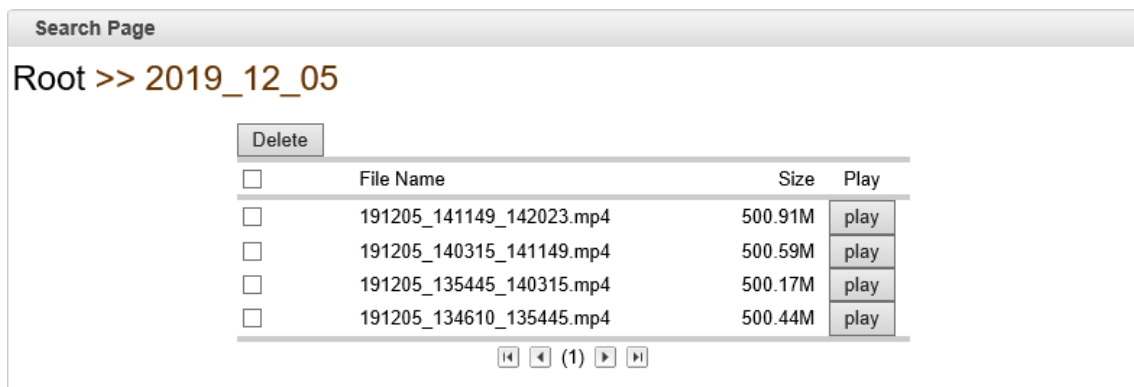 Search Page
Root >> 2019_12_05
Delete
File Name Size Play
191205_141149_142023.mp4 500.91M play
191205_140315_141149.mp4 500.59M play
191205_135445_140315.mp4 500.17M play
191205_134610_135445.mp4 500.44M play
(1)